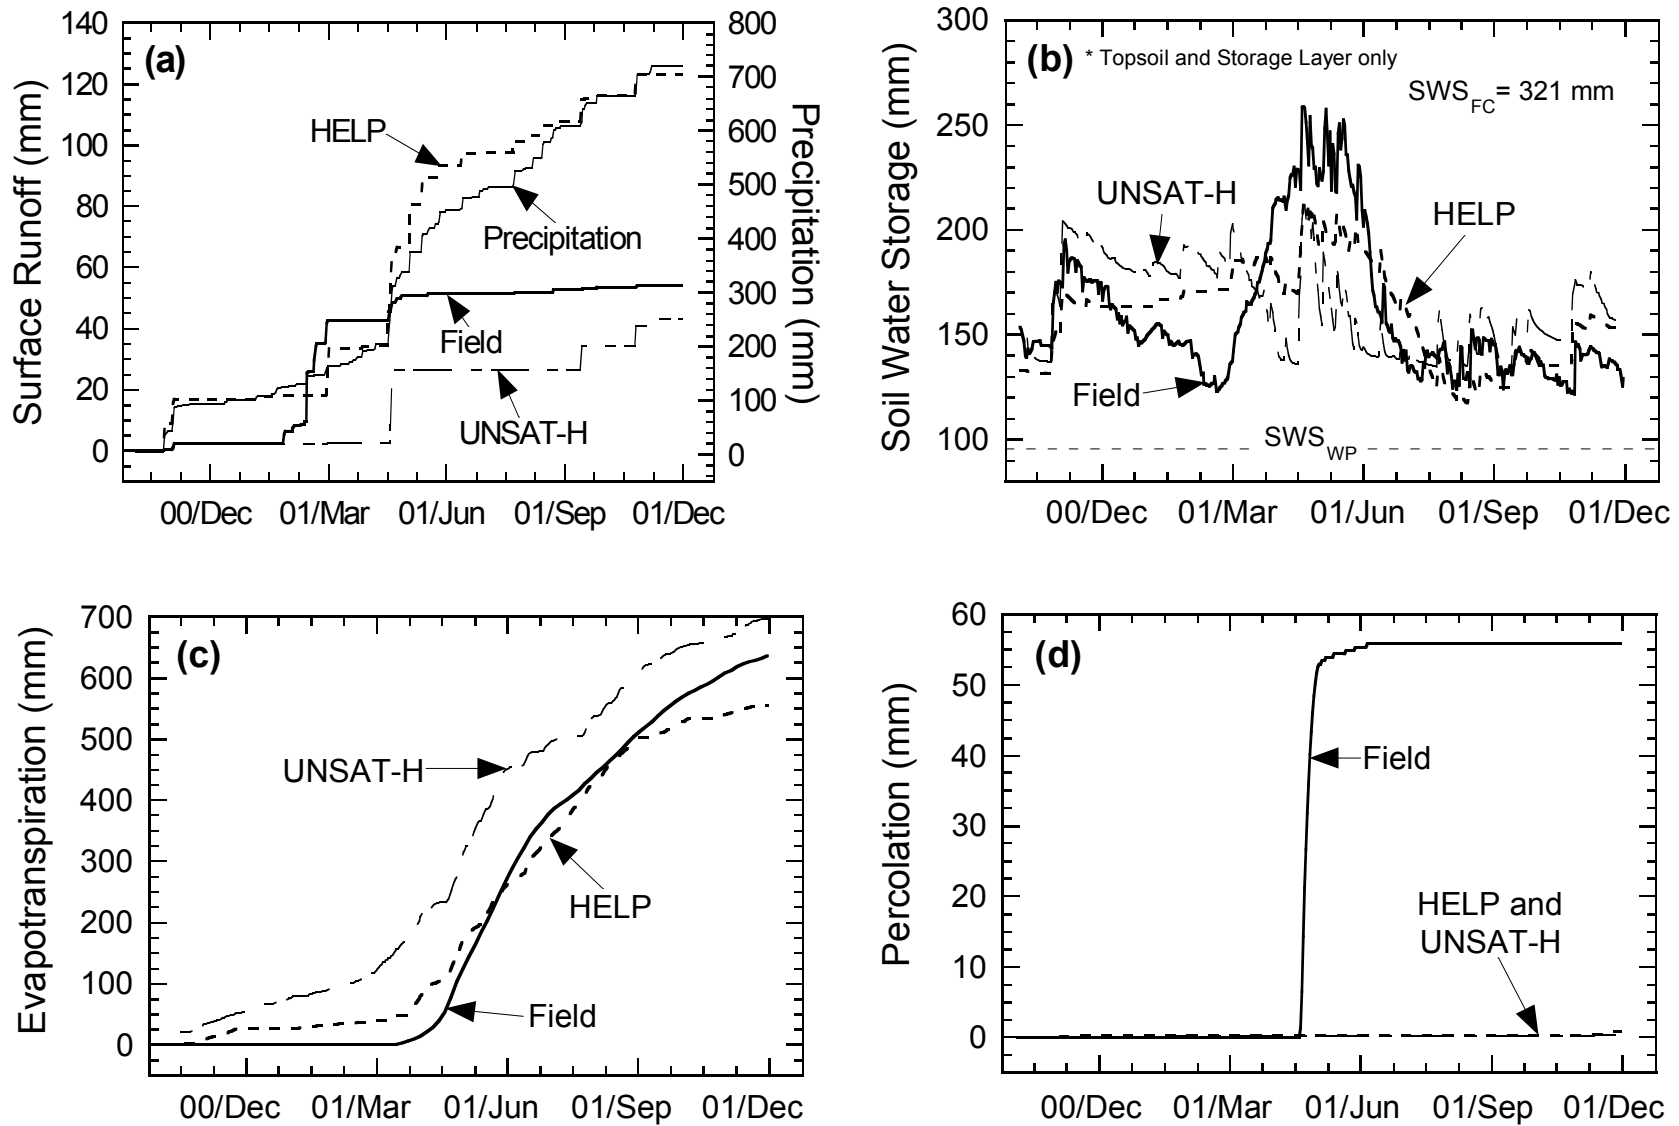 140
120
100
80
60
40
20
0
Surface Runoff (mm)
(a)
HELP
Precipitation
Field
UNSAT-H
800
700
600
500
400
300
200
100
0
Precipitation (mm)
00/Dec 01/Mar 01/Jun 01/Sep 01/Dec
300
250
200
150
100
Soil Water Storage (mm)
(b) * Topsoil and Storage Layer only
SWS_FC = 321 mm
UNSAT-H
HELP
Field
SWS_WP
00/Dec 01/Mar 01/Jun 01/Sep 01/Dec
700
600
500
400
300
200
100
0
Evapotranspiration (mm)
(c)
UNSAT-H
HELP
Field
00/Dec 01/Mar 01/Jun 01/Sep 01/Dec
60
50
40
30
20
10
0
Percolation (mm)
(d)
Field
HELP and
UNSAT-H
00/Dec 01/Mar 01/Jun 01/Sep 01/Dec